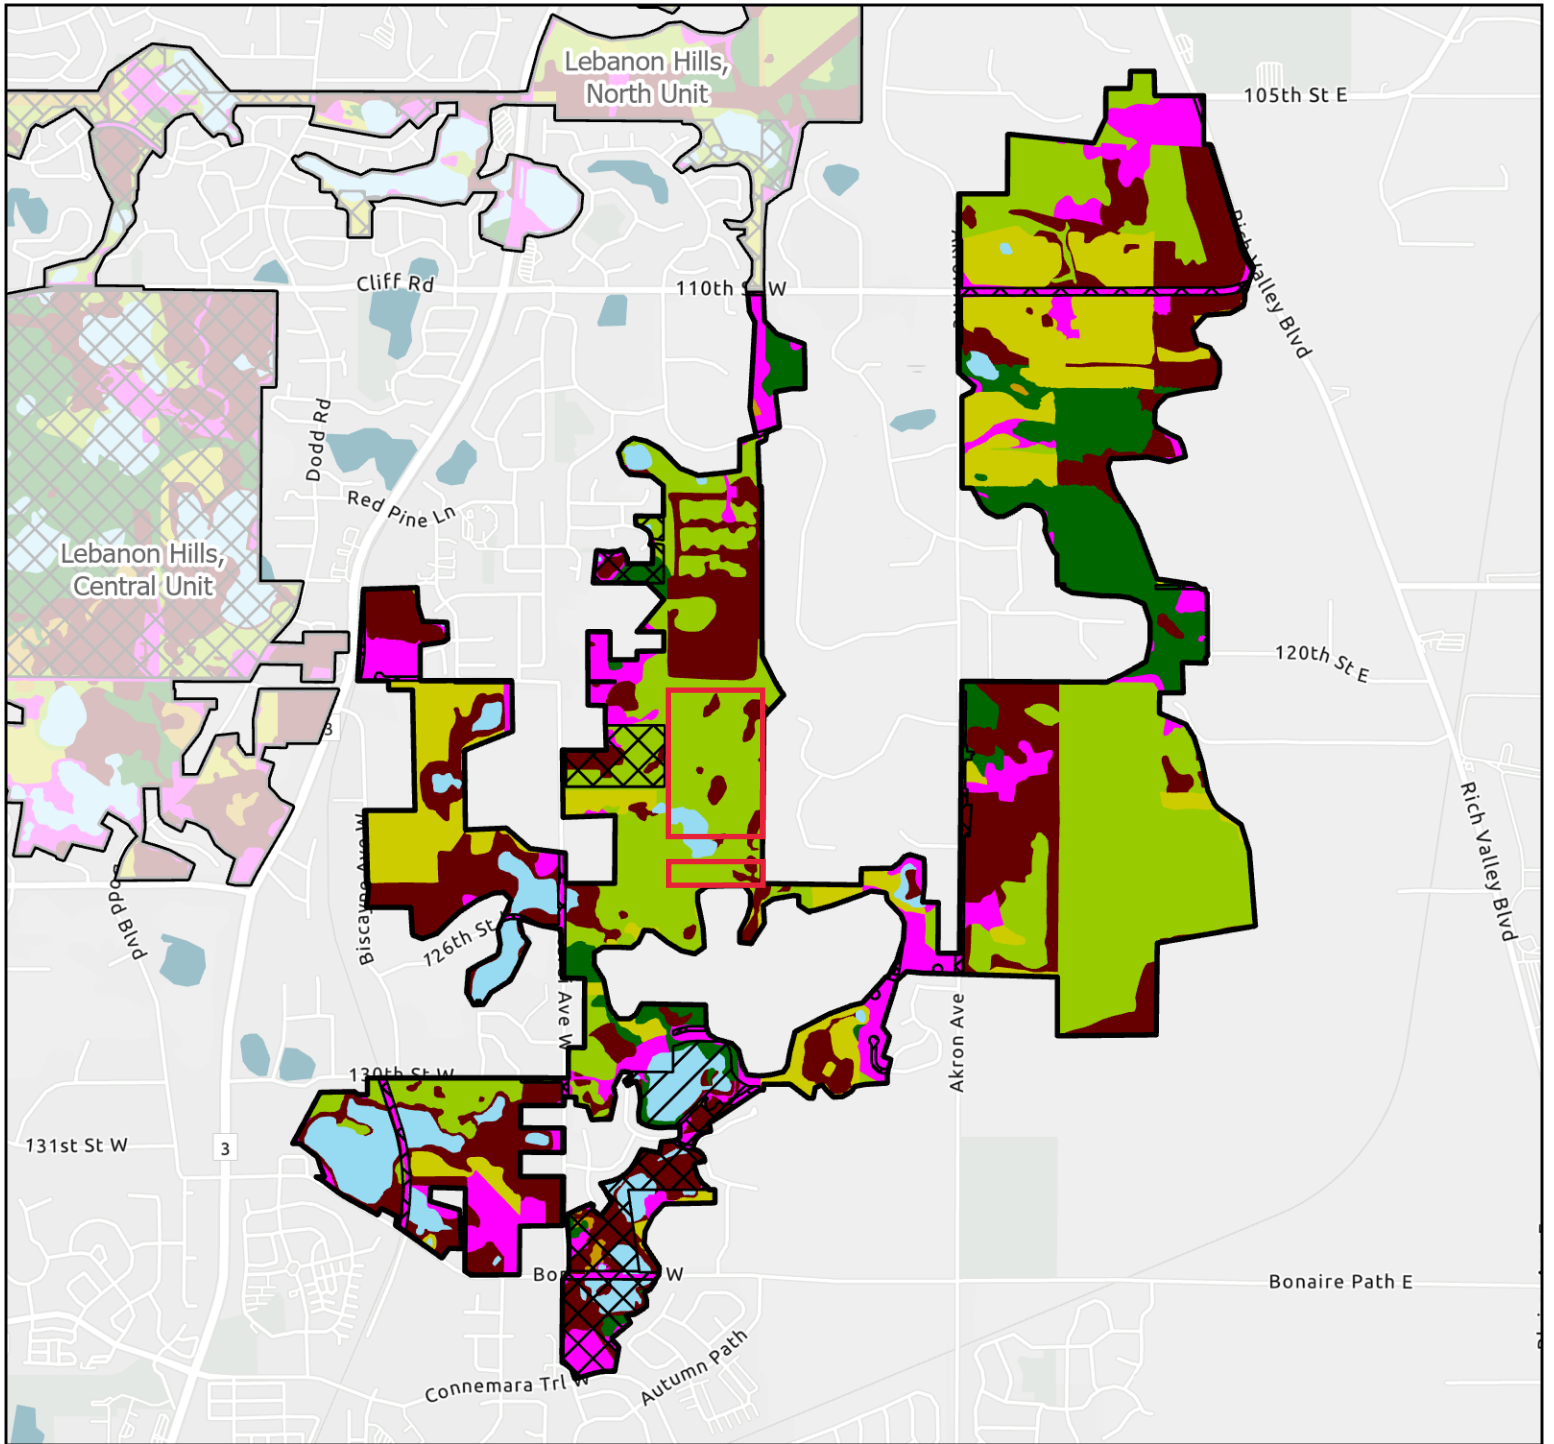 Lebanon Hills,
North Unit
105th St E
Cliff Rd
110th St W
Rich Valley Blvd
Dodd Rd
Red Pine Ln
Lebanon Hills,
Central Unit
120th St E
3
Rich Valley Blvd
Biscayne Ave W
126th St
Ave W
Akron Ave
130th St W
131st St W
3
W
Bonaire Path E
Connemara Trl W
Autumn Path